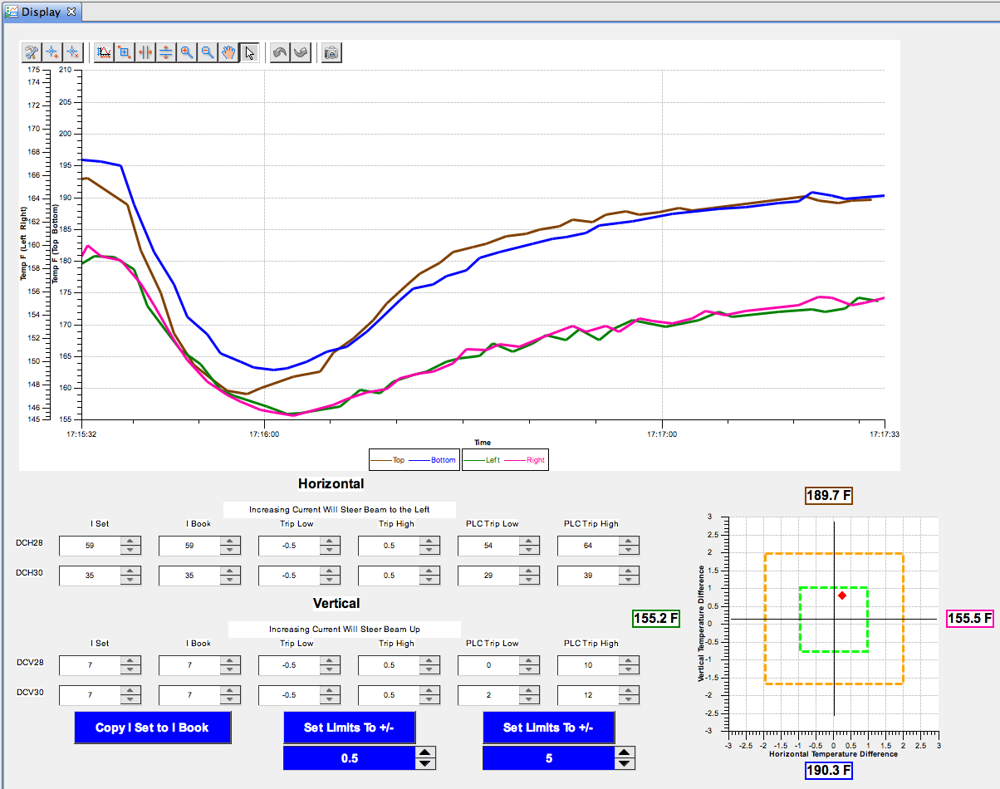 Display
175 210
174
172 205
170 200
168
166 195
164 190
162 185
160 180
158
156 175
154 170
152 165
150
148 160
146
145 155
Temp F (Left Right)
Temp F (Top Bottom)
17:15:32 17:16:00 17:17:00 17:17:33
Time
Top Bottom Left Right
Horizontal
Increasing Current Will Steer Beam to the Left
I Set I Book Trip Low Trip High PLC Trip Low PLC Trip High
DCH28 59 59 -0.5 0.5 54 64
DCH30 35 35 -0.5 0.5 29 39
Vertical
Increasing Current Will Steer Beam Up
I Set I Book Trip Low Trip High PLC Trip Low PLC Trip High
DCV28 7 7 -0.5 0.5 0 10
DCV30 7 7 -0.5 0.5 2 12
Copy I Set to I Book Set Limits To +/- Set Limits To +/-
0.5 5
189.7 F
155.2 F
155.5 F
3
2.5
2
1.5
1
0.5
0
-0.5
-1
-1.5
-2
-2.5
-3
Vertical Temperature Difference
-3 -2.5 -2 -1.5 -1 -0.5 0 0.5 1 1.5 2 2.5 3
Horizontal Temperature Difference
190.3 F